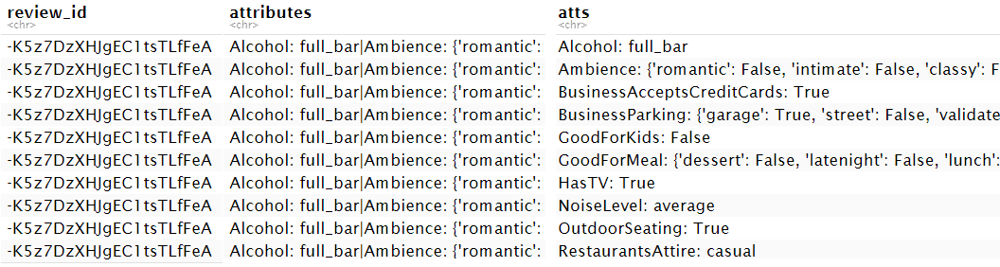 review_id attributes atts
<chr> <chr> <chr>
-K5z7DzXHJgEC1tsTLfFeA Alcohol: full_bar|Ambience: {'romantic': Alcohol: full_bar
-K5z7DzXHJgEC1tsTLfFeA Alcohol: full_bar|Ambience: {'romantic': Ambience: {'romantic': False, 'intimate': False, 'classy': F
-K5z7DzXHJgEC1tsTLfFeA Alcohol: full_bar|Ambience: {'romantic': BusinessAcceptsCreditCards: True
-K5z7DzXHJgEC1tsTLfFeA Alcohol: full_bar|Ambience: {'romantic': BusinessParking: {'garage': True, 'street': False, 'validate
-K5z7DzXHJgEC1tsTLfFeA Alcohol: full_bar|Ambience: {'romantic': GoodForKids: False
-K5z7DzXHJgEC1tsTLfFeA Alcohol: full_bar|Ambience: {'romantic': GoodForMeal: {'dessert': False, 'latenight': False, 'lunch':
-K5z7DzXHJgEC1tsTLfFeA Alcohol: full_bar|Ambience: {'romantic': HasTV: True
-K5z7DzXHJgEC1tsTLfFeA Alcohol: full_bar|Ambience: {'romantic': NoiseLevel: average
-K5z7DzXHJgEC1tsTLfFeA Alcohol: full_bar|Ambience: {'romantic': OutdoorSeating: True
-K5z7DzXHJgEC1tsTLfFeA Alcohol: full_bar|Ambience: {'romantic': RestaurantsAttire: casual